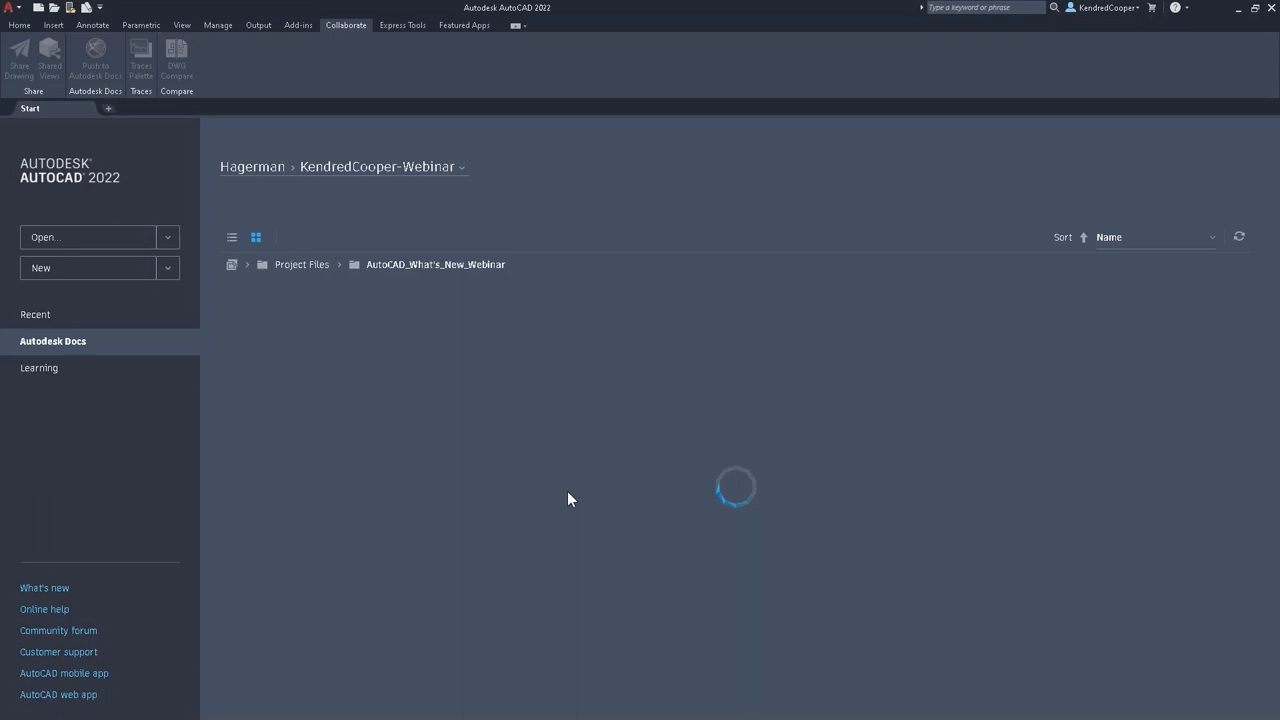 Autodesk AutoCAD 2022
Type a keyword or phrase
KendredCooper
Home Insert Annotate Parametric View Manage Output Add-ins Collaborate Express Tools Featured Apps
Share Drawing
Shared Views
Push to Autodesk Docs
Traces Palette
DWG Compare
Share Autodesk Docs Traces Compare
Start
AUTODESK®
AUTOCAD® 2022
Hagerman › KendredCooper-Webinar
Open...
New
Sort Name
Project Files AutoCAD_What's_New_Webinar
Recent
Autodesk Docs
Learning
What's new
Online help
Community forum
Customer support
AutoCAD mobile app
AutoCAD web app